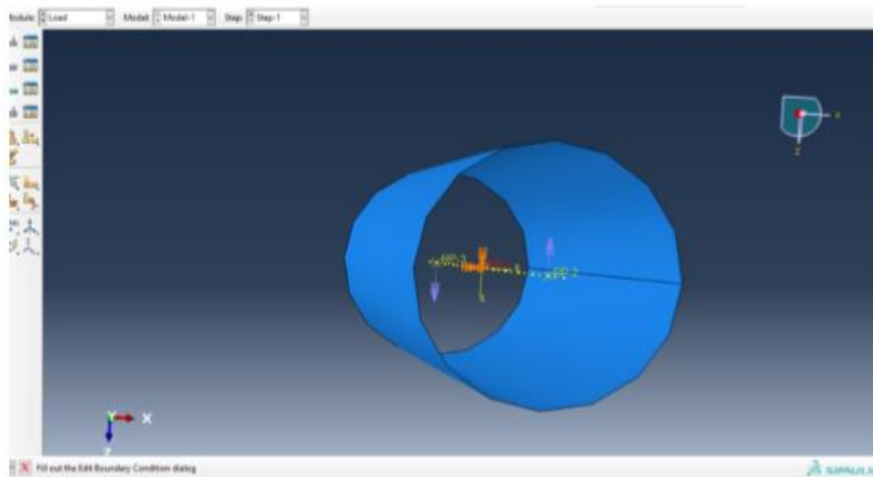 Module: Load Model: Model-1 Step: Step-1
X
Z
Y X
Z
Fill out the Edit Boundary Condition dialog
SIMULIA